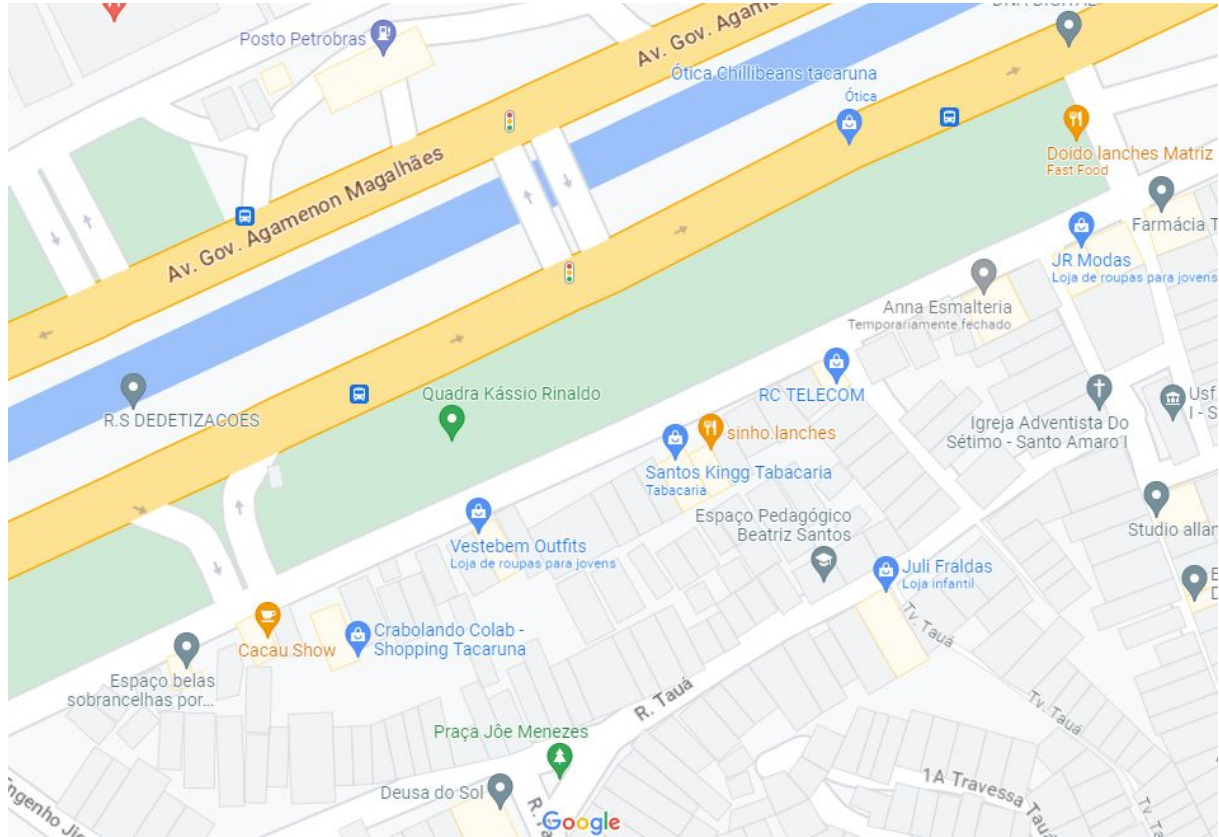 DNA DIGITAL
Posto Petrobras
Av. Gov. Agamenon Magalhães
Av. Gov. Agamen
Ótica Chillibeans tacaruna
Ótica
Doido lanches Matriz
Fast Food
Farmácia T
JR Modas
Loja de roupas para jovens
Anna Esmalteria
Temporariamente fechado
R.S DEDETIZACOES
Quadra Kássio Rinaldo
RC TELECOM
sinho.lanches
Igreja Adventista Do
Sétimo - Santo Amaro I
Usf
I - S
Santos Kingg Tabacaria
Tabacaria
Espaço Pedagógico
Beatriz Santos
Studio allan
Vestebem Outfits
Loja de roupas para jovens
Juli Fraldas
Loja infantil
Tv. Tauá
Cacau Show
Crabolando Colab -
Shopping Tacaruna
Espaço belas
sobrancelhas por...
R. Tauá
Tv. Tauá
Praça Jôe Menezes
Deusa do Sol
1A Travessa Tauá
Google